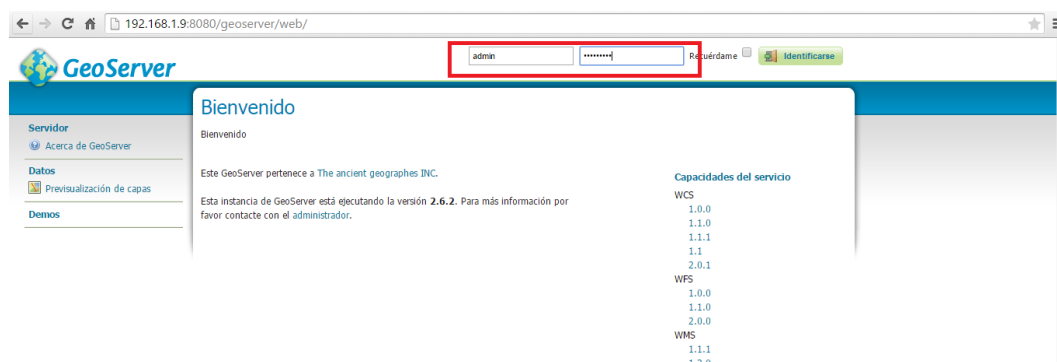 192.168.1.9:8080/geoserver/web/
GeoServer
admin
•••••••••
Recuérdame
Identificarse
Servidor
Acerca de GeoServer
Datos
Previsualización de capas
Demos
Bienvenido
Bienvenido
Este GeoServer pertenece a The ancient geographes INC.
Esta instancia de GeoServer está ejecutando la versión 2.6.2. Para más información por
favor contacte con el administrador.
Capacidades del servicio
WCS
1.0.0
1.1.0
1.1.1
1.1
2.0.1
WFS
1.0.0
1.1.0
2.0.0
WMS
1.1.1